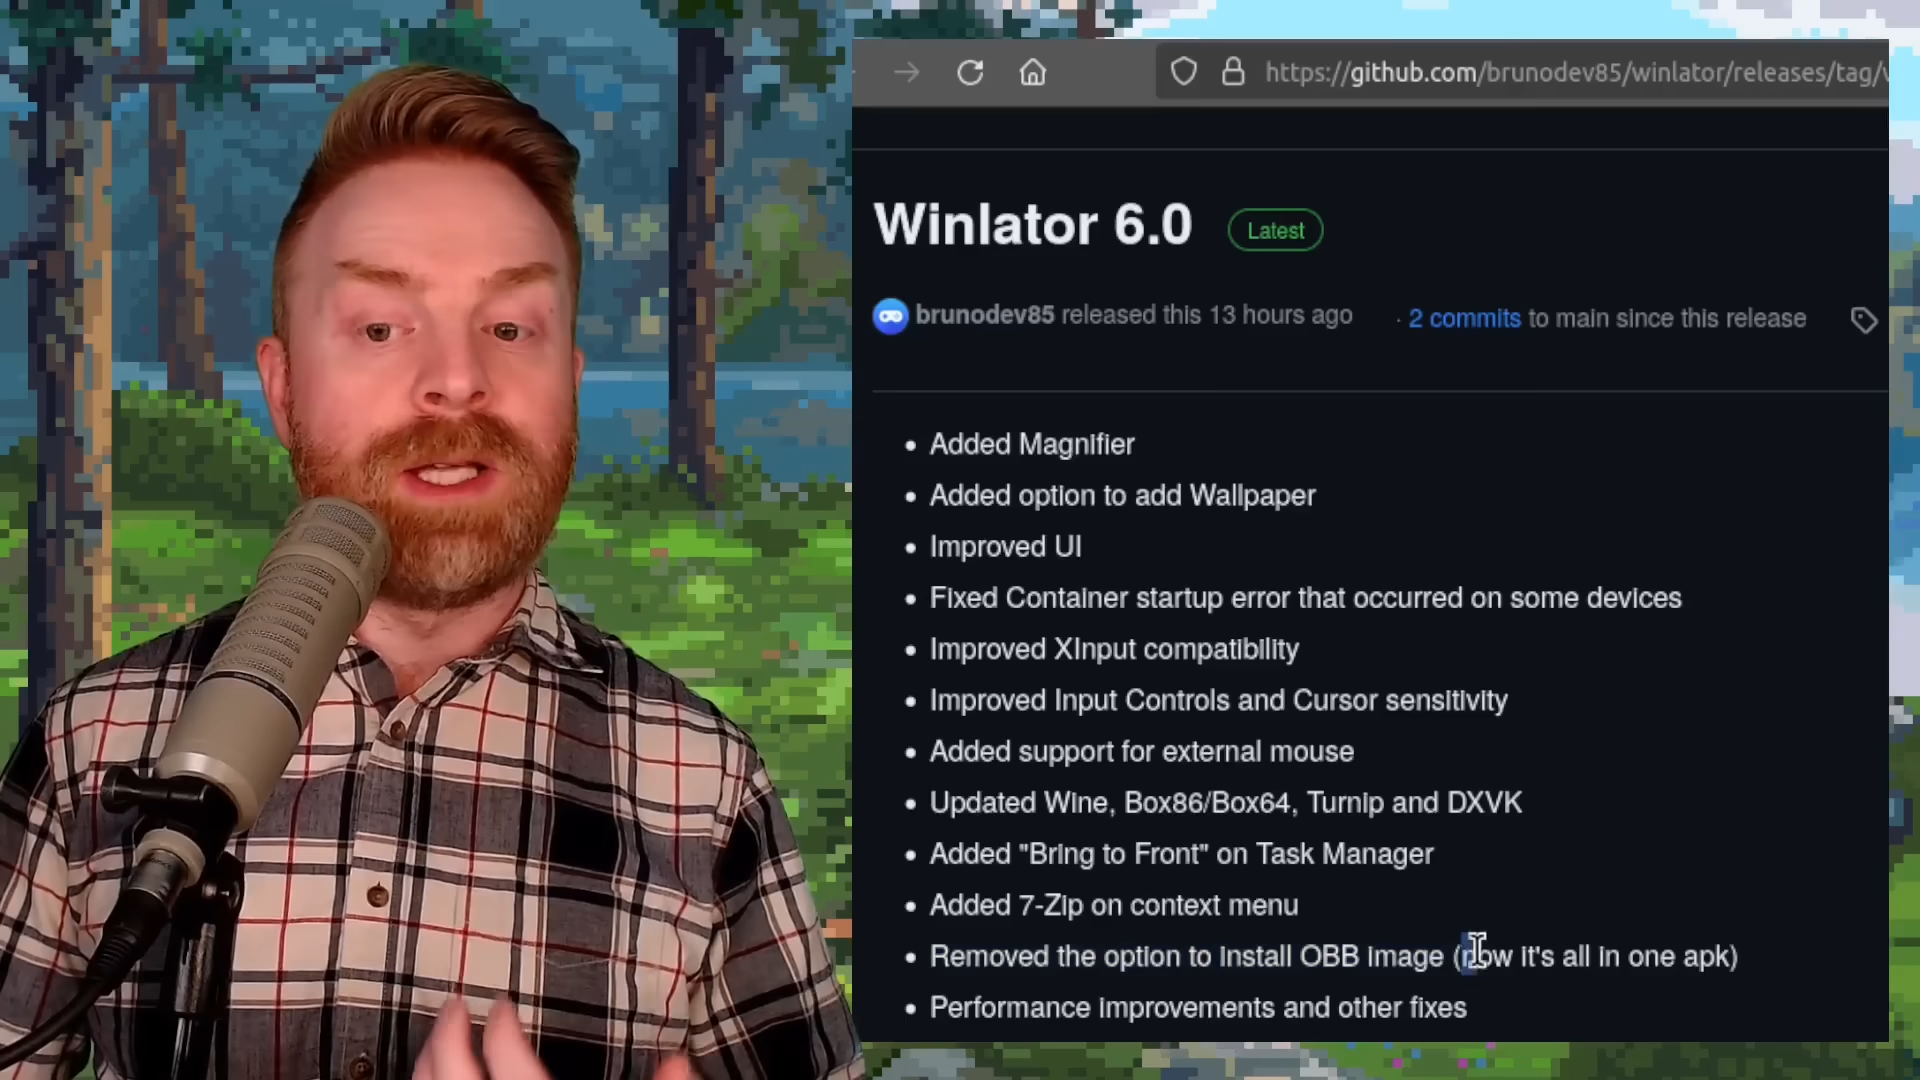 https://github.com/brunodev85/winlator/releases/tag/
Winlator 6.0 Latest
brunodev85 released this 13 hours ago · 2 commits to main since this release
• Added Magnifier
• Added option to add Wallpaper
• Improved UI
• Fixed Container startup error that occurred on some devices
• Improved XInput compatibility
• Improved Input Controls and Cursor sensitivity
• Added support for external mouse
• Updated Wine, Box86/Box64, Turnip and DXVK
• Added "Bring to Front" on Task Manager
• Added 7-Zip on context menu
• Removed the option to install OBB image (now it's all in one apk)
• Performance improvements and other fixes